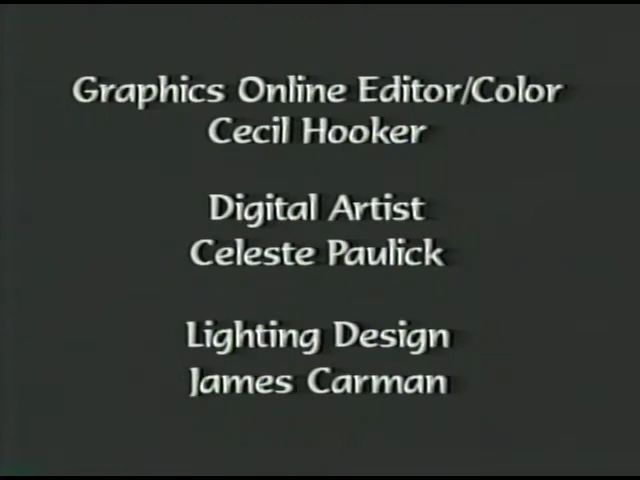 Graphics Online Editor/Color
Cecil Hooker
Digital Artist
Celeste Paulick
Lighting Design
James Carman